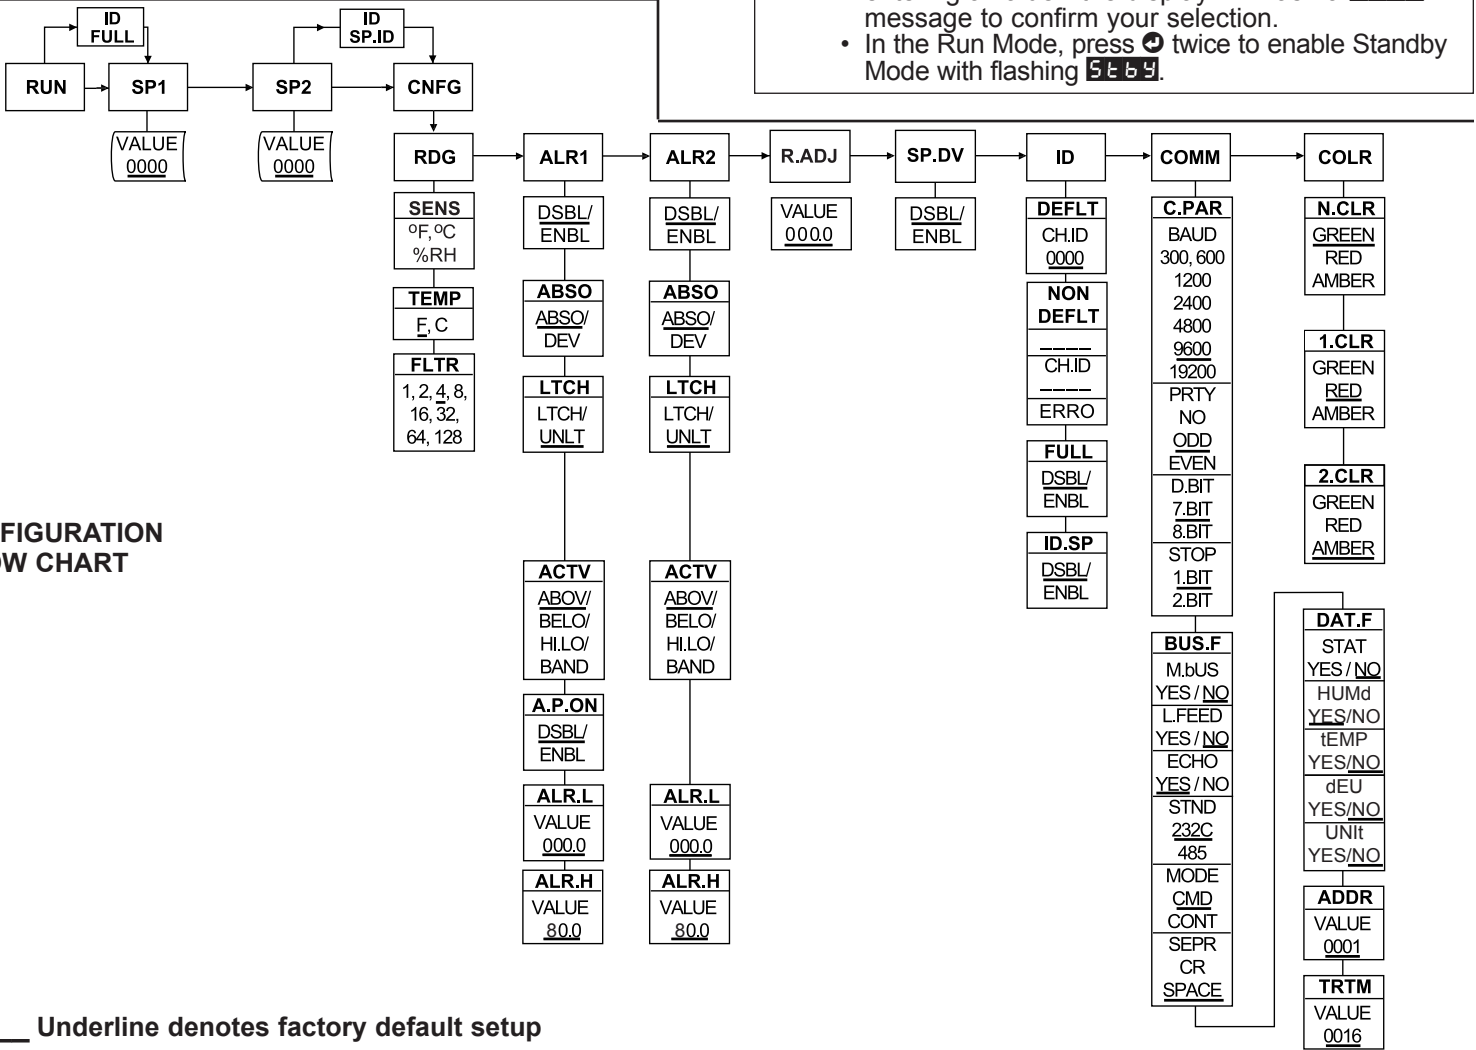 message to confirm your selection.
• In the Run Mode, press twice to enable Standby
Mode with flashing Stby.
ID
FULL
ID
SP.ID
RUN
SP1
SP2
CNFG
VALUE
0000
VALUE
0000
RDG
ALR1
ALR2
R.ADJ
SP.DV
ID
COMM
COLR
SENS
ºF,ºC
%RH
TEMP
F, C
FLTR
1, 2, 4, 8,
16, 32,
64, 128
DSBL/
ENBL
ABSO
ABSO/
DEV
LTCH
LTCH/
UNLT
ACTV
ABOV/
BELO/
HI.LO/
BAND
A.P.ON
DSBL/
ENBL
ALR.L
VALUE
000.0
ALR.H
VALUE
80.0
DSBL/
ENBL
ABSO
ABSO/
DEV
LTCH
LTCH/
UNLT
ACTV
ABOV/
BELO/
HI.LO/
BAND
ALR.L
VALUE
000.0
ALR.H
VALUE
80.0
VALUE
000.0
DSBL/
ENBL
DEFLT
CH.ID
0000
NON
DEFLT
____
CH.ID
____
ERRO
FULL
DSBL/
ENBL
ID.SP
DSBL/
ENBL
C.PAR
BAUD
300, 600
1200
2400
4800
9600
19200
PRTY
NO
ODD
EVEN
D.BIT
7.BIT
8.BIT
STOP
1.BIT
2.BIT
BUS.F
M.bUS
YES / NO
L.FEED
YES / NO
ECHO
YES / NO
STND
232C
485
MODE
CMD
CONT
SEPR
CR
SPACE
N.CLR
GREEN
RED
AMBER
1.CLR
GREEN
RED
AMBER
2.CLR
GREEN
RED
AMBER
DAT.F
STAT
YES / NO
HUMd
YES/NO
tEMP
YES/NO
dEU
YES/NO
UNIt
YES/NO
ADDR
VALUE
0001
TRTM
VALUE
0016
FIGURATION
OW CHART
__ Underline denotes factory default setup